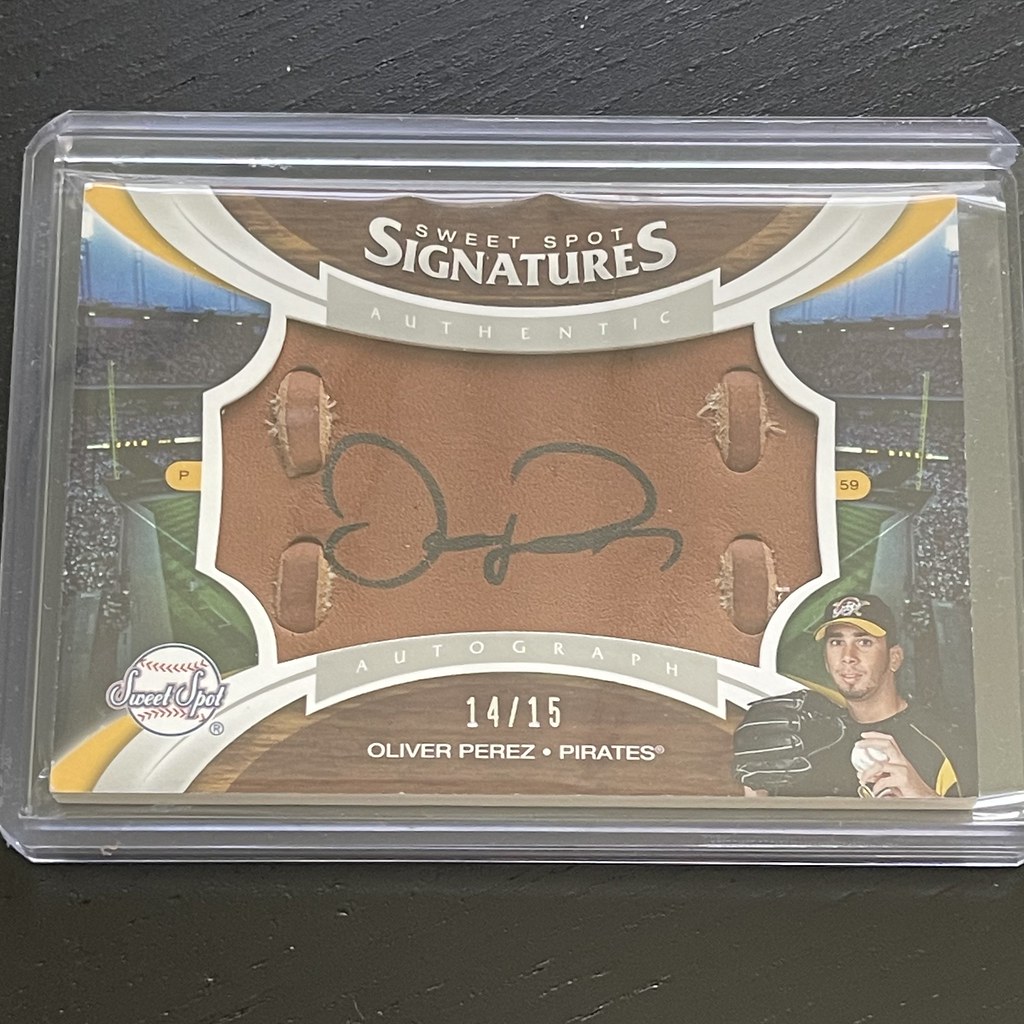 SWEET SPOT
SIGNATURES
AUTHENTIC
P
59
AUTOGRAPH
Sweet Spot
®
14/15
OLIVER PEREZ • PIRATES®